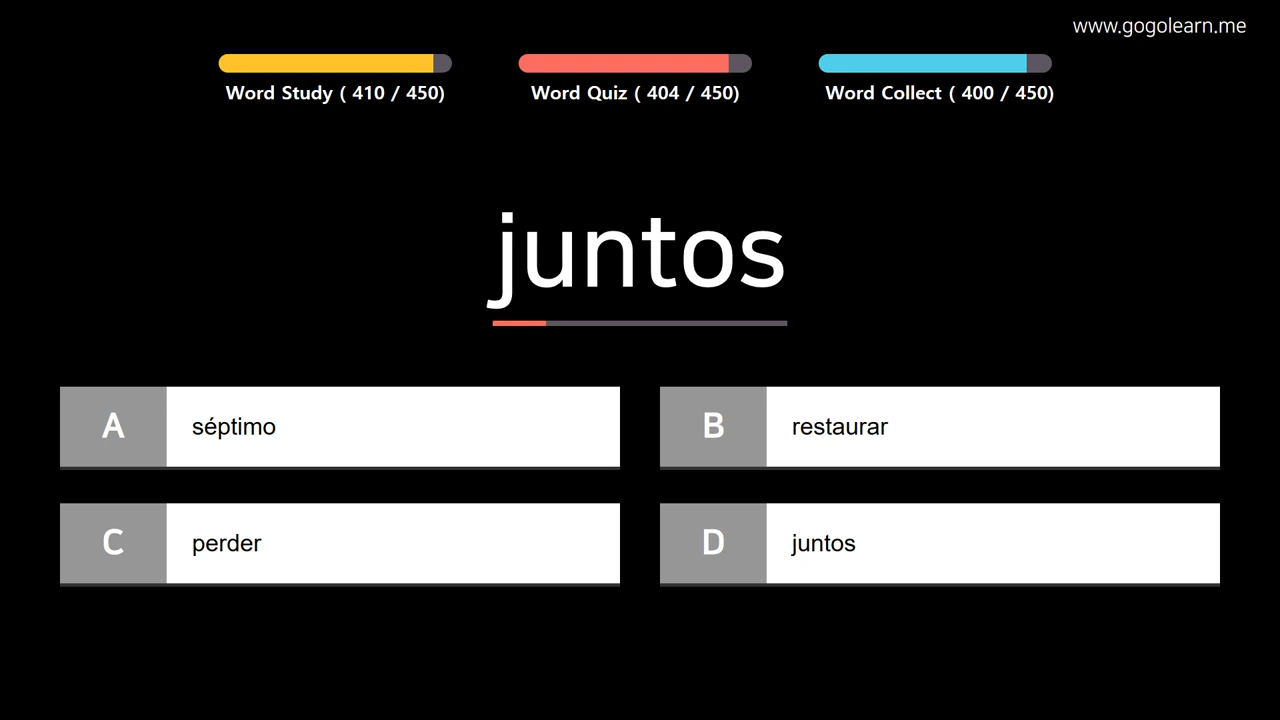 www.gogolearn.me
Word Study ( 410 / 450)
Word Quiz ( 404 / 450)
Word Collect ( 400 / 450)
juntos
A séptimo
B restaurar
C perder
D juntos